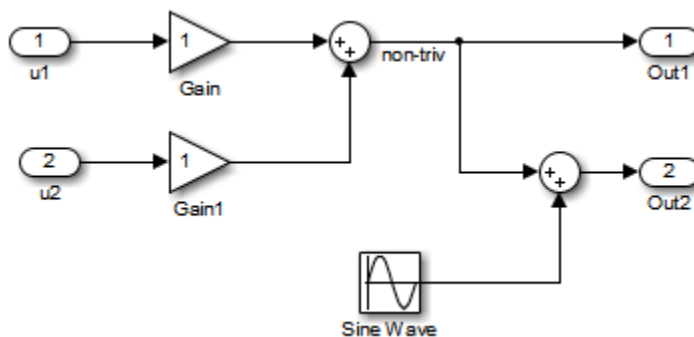 1
u1
1
Gain
++
non-triv
1
Out1
2
u2
1
Gain1
++
2
Out2
Sine Wave